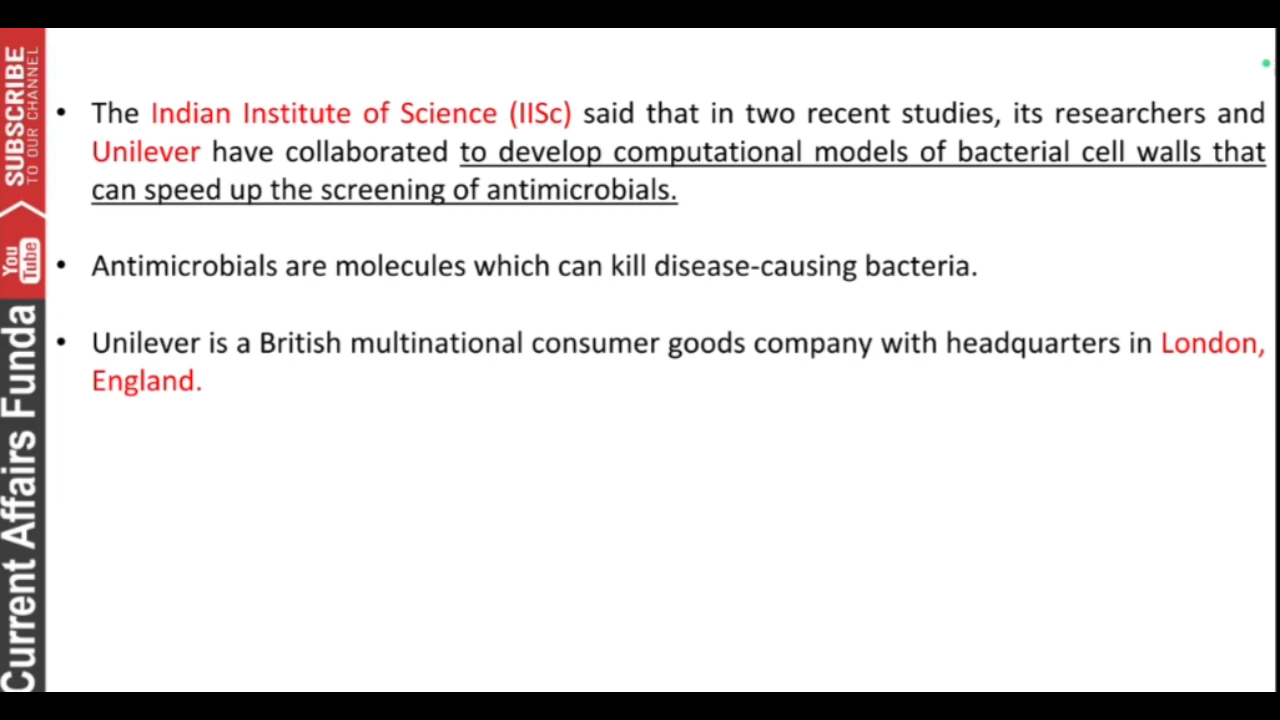 SUBSCRIBE
TO OUR CHANNEL
You Tube
Current Affairs Funda
• The Indian Institute of Science (IISc) said that in two recent studies, its researchers and
Unilever have collaborated to develop computational models of bacterial cell walls that
can speed up the screening of antimicrobials.
• Antimicrobials are molecules which can kill disease-causing bacteria.
• Unilever is a British multinational consumer goods company with headquarters in London,
England.